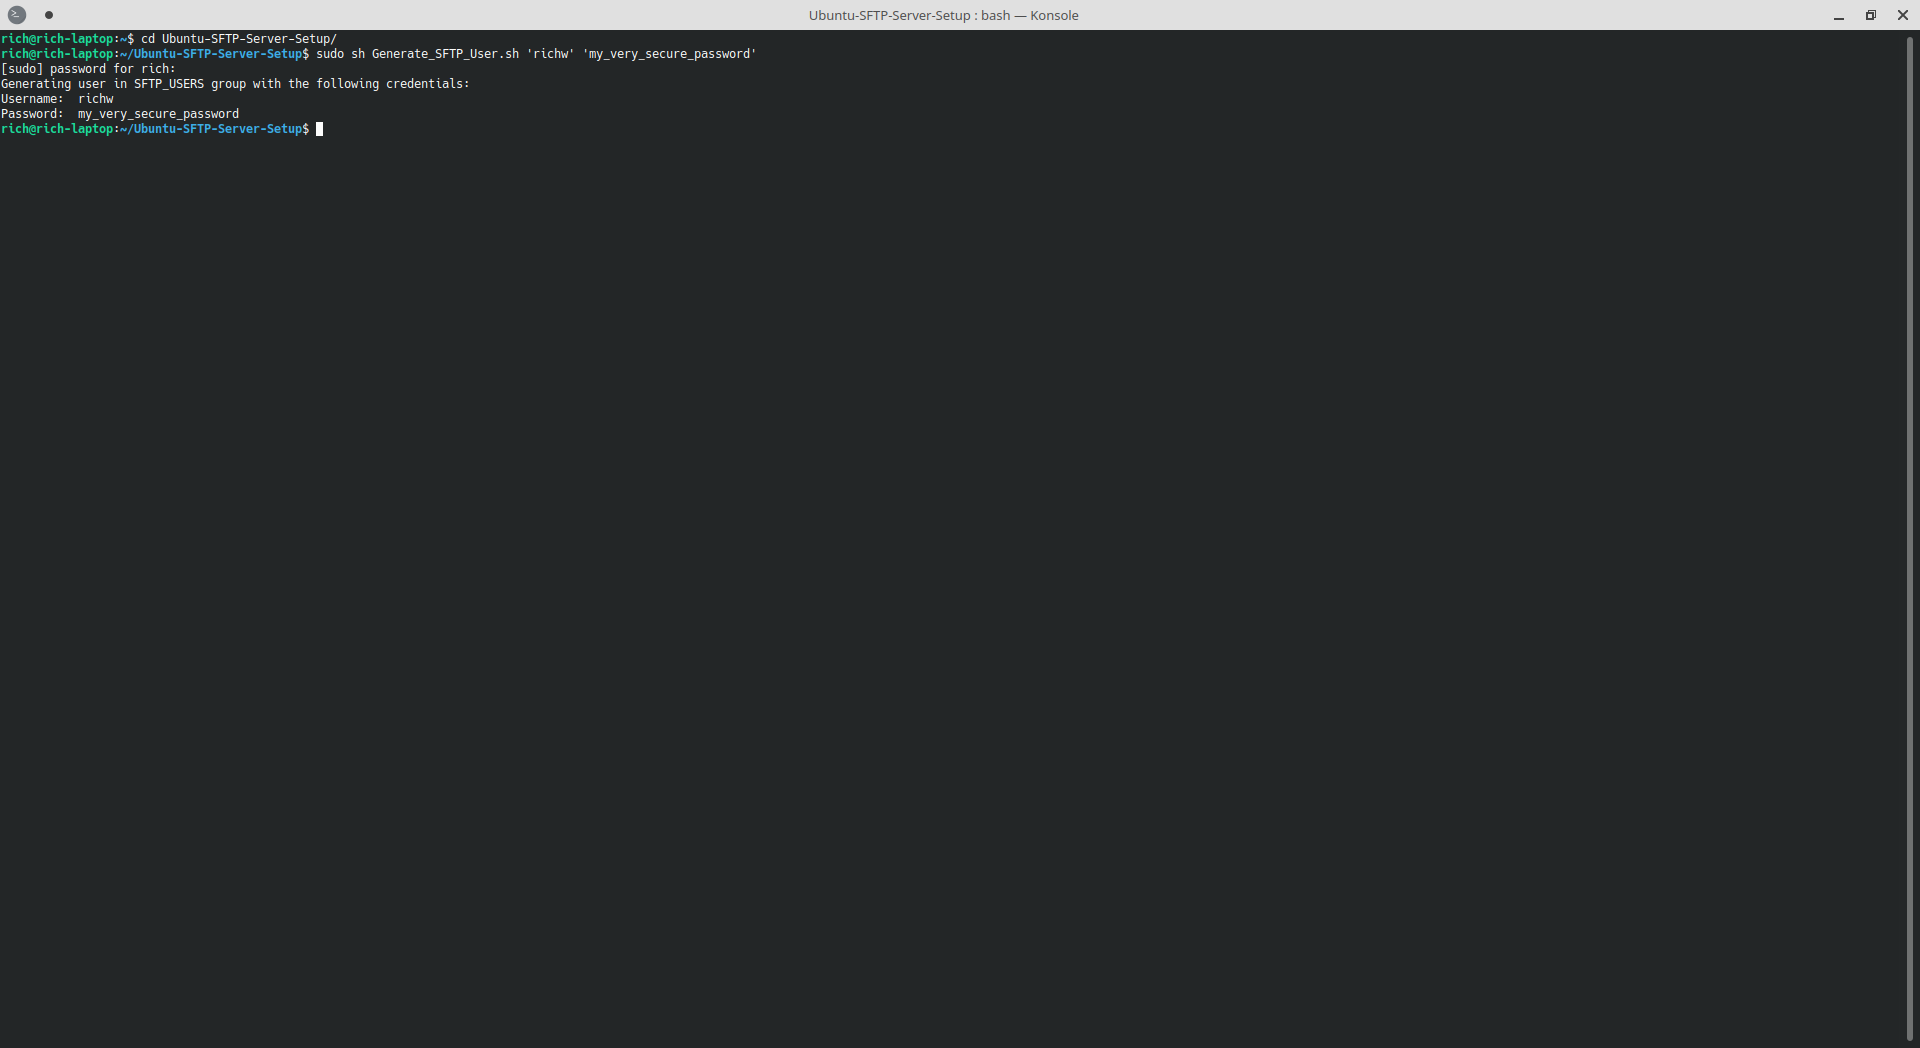 Ubuntu-SFTP-Server-Setup : bash — Konsole
rich@rich-laptop:~$ cd Ubuntu-SFTP-Server-Setup/
rich@rich-laptop:~/Ubuntu-SFTP-Server-Setup$ sudo sh Generate_SFTP_User.sh 'richw' 'my_very_secure_password'
[sudo] password for rich:
Generating user in SFTP_USERS group with the following credentials:
Username:  richw
Password:  my_very_secure_password
rich@rich-laptop:~/Ubuntu-SFTP-Server-Setup$